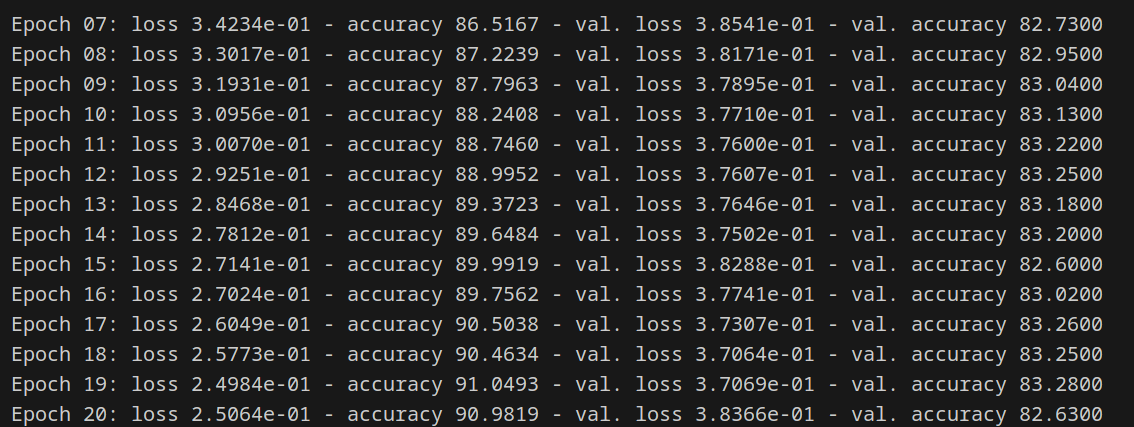 Epoch 07: loss 3.4234e-01 - accuracy 86.5167 - val. loss 3.8541e-01 - val. accuracy 82.7300
Epoch 08: loss 3.3017e-01 - accuracy 87.2239 - val. loss 3.8171e-01 - val. accuracy 82.9500
Epoch 09: loss 3.1931e-01 - accuracy 87.7963 - val. loss 3.7895e-01 - val. accuracy 83.0400
Epoch 10: loss 3.0956e-01 - accuracy 88.2408 - val. loss 3.7710e-01 - val. accuracy 83.1300
Epoch 11: loss 3.0070e-01 - accuracy 88.7460 - val. loss 3.7600e-01 - val. accuracy 83.2200
Epoch 12: loss 2.9251e-01 - accuracy 88.9952 - val. loss 3.7607e-01 - val. accuracy 83.2500
Epoch 13: loss 2.8468e-01 - accuracy 89.3723 - val. loss 3.7646e-01 - val. accuracy 83.1800
Epoch 14: loss 2.7812e-01 - accuracy 89.6484 - val. loss 3.7502e-01 - val. accuracy 83.2000
Epoch 15: loss 2.7141e-01 - accuracy 89.9919 - val. loss 3.8288e-01 - val. accuracy 82.6000
Epoch 16: loss 2.7024e-01 - accuracy 89.7562 - val. loss 3.7741e-01 - val. accuracy 83.0200
Epoch 17: loss 2.6049e-01 - accuracy 90.5038 - val. loss 3.7307e-01 - val. accuracy 83.2600
Epoch 18: loss 2.5773e-01 - accuracy 90.4634 - val. loss 3.7064e-01 - val. accuracy 83.2500
Epoch 19: loss 2.4984e-01 - accuracy 91.0493 - val. loss 3.7069e-01 - val. accuracy 83.2800
Epoch 20: loss 2.5064e-01 - accuracy 90.9819 - val. loss 3.8366e-01 - val. accuracy 82.6300